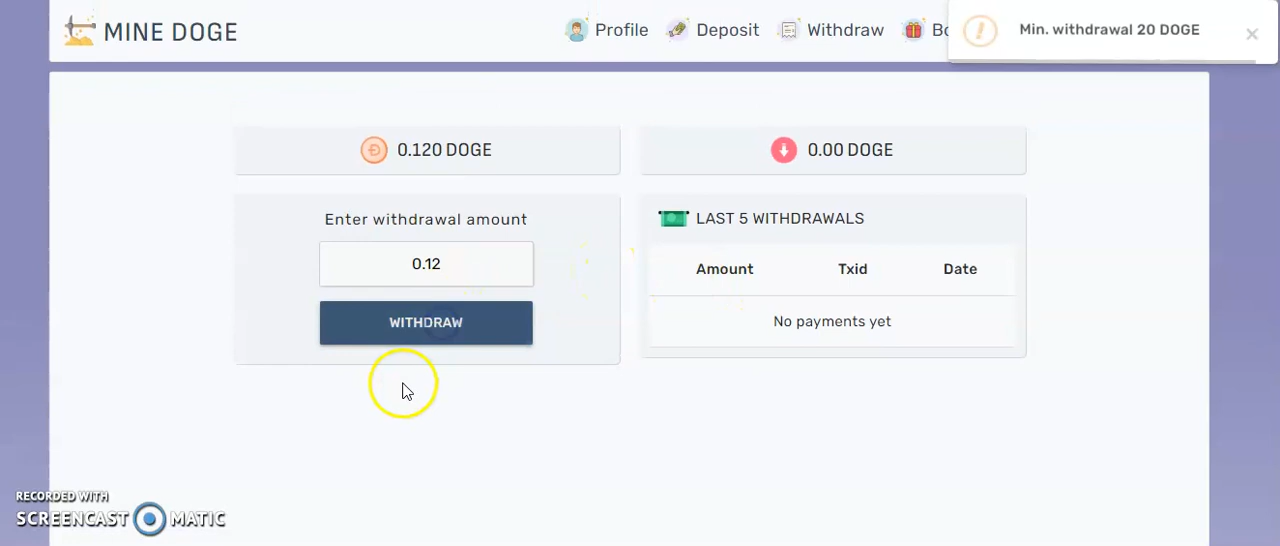 MINE DOGE
Profile
Deposit
Withdraw
Bo
Min. withdrawal 20 DOGE
0.120 DOGE
0.00 DOGE
Enter withdrawal amount
0.12
WITHDRAW
LAST 5 WITHDRAWALS
Amount Txid Date
No payments yet
RECORDED WITH
SCREENCAST MATIC